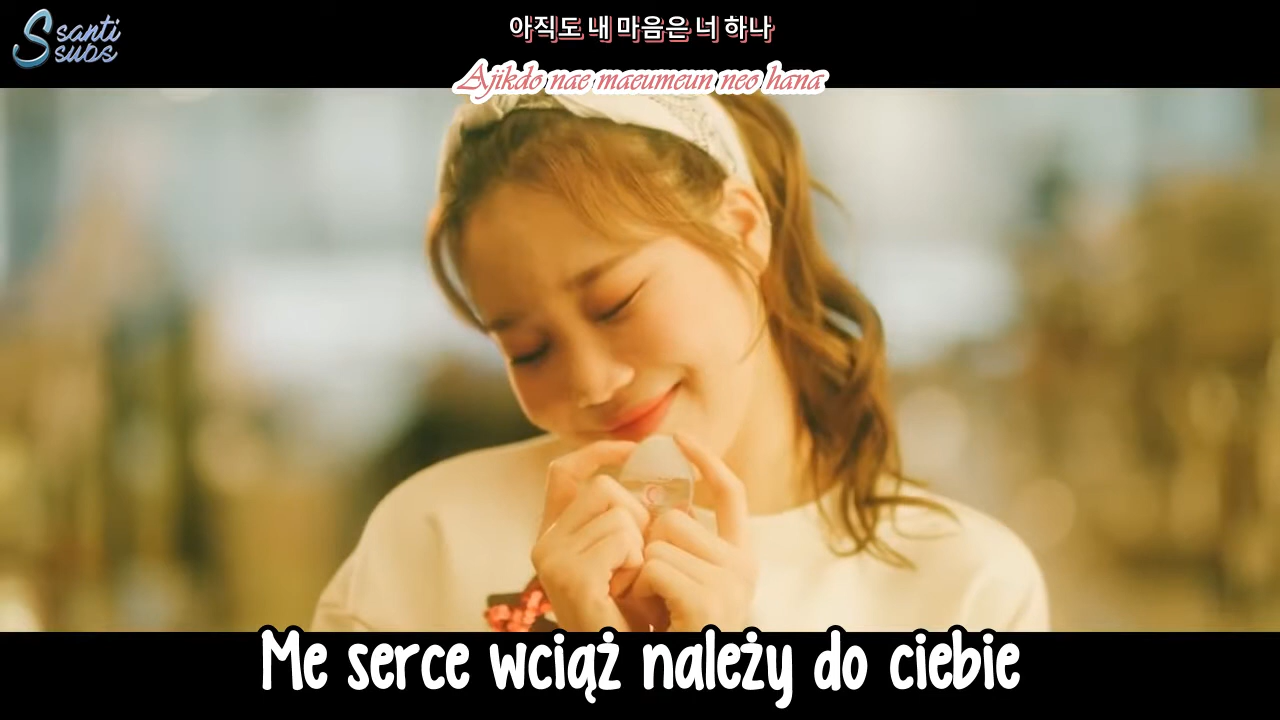 Ssanti
subs
아직도 내 마음은 너 하나
Ajikdo nae maeumeun neo hana
Me serce wciąż należy do ciebie